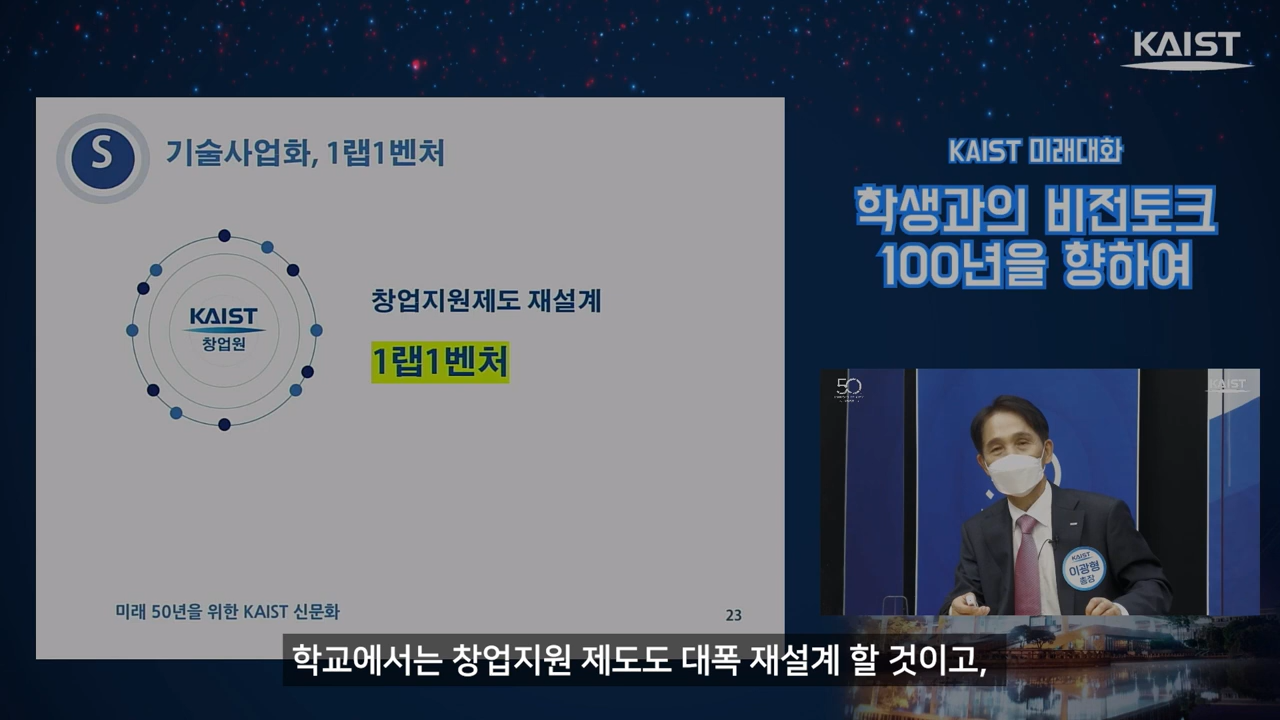 KAIST
S
기술사업화, 1랩1벤처
KAIST
창업원
창업지원제도 재설계
1랩1벤처
미래 50년을 위한 KAIST 신문화
23
KAIST 미래대화
학생과의 비전토크
100년을 향하여
50
KAIST
KAIST
이광형
총장
학교에서는 창업지원 제도도 대폭 재설계 할 것이고,